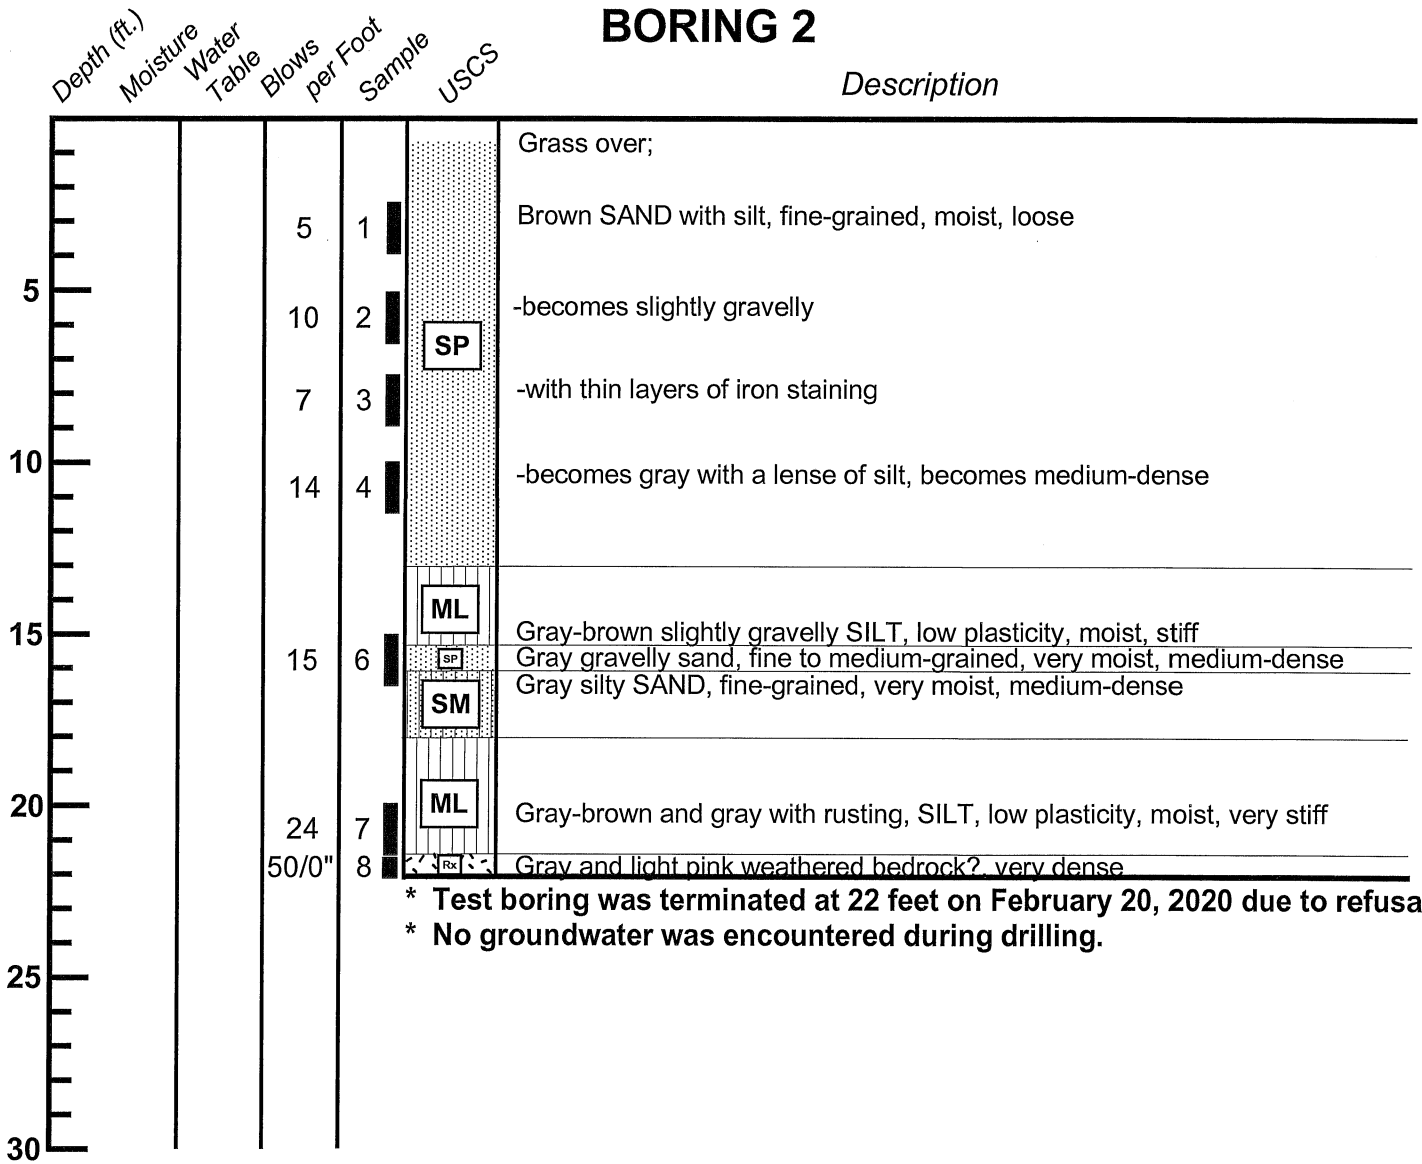 BORING 2
Depth (ft.)
Moisture
Water
Table
Blows
per Foot
Sample
USCS
Description
Grass over;
5 1 Brown SAND with silt, fine-grained, moist, loose
5
10 2 -becomes slightly gravelly
SP
7 3 -with thin layers of iron staining
10
14 4 -becomes gray with a lense of silt, becomes medium-dense
ML
15 Gray-brown slightly gravelly SILT, low plasticity, moist, stiff
15 6 SP Gray gravelly sand, fine to medium-grained, very moist, medium-dense
SM Gray silty SAND, fine-grained, very moist, medium-dense
20 ML Gray-brown and gray with rusting, SILT, low plasticity, moist, very stiff
24 7
50/0" 8 Rx Gray and light pink weathered bedrock?, very dense
* Test boring was terminated at 22 feet on February 20, 2020 due to refusa
* No groundwater was encountered during drilling.
25
30